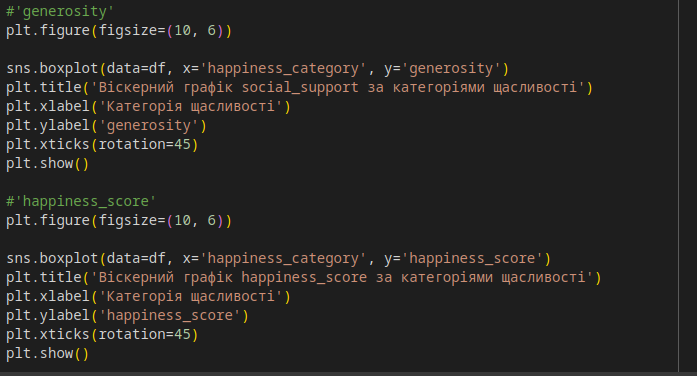 #'generosity'
plt.figure(figsize=(10, 6))
sns.boxplot(data=df, x='happiness_category', y='generosity')
plt.title('Віскерний графік social_support за категоріями щасливості')
plt.xlabel('Категорія щасливості')
plt.ylabel('generosity')
plt.xticks(rotation=45)
plt.show()
#'happiness_score'
plt.figure(figsize=(10, 6))
sns.boxplot(data=df, x='happiness_category', y='happiness_score')
plt.title('Віскерний графік happiness_score за категоріями щасливості')
plt.xlabel('Категорія щасливості')
plt.ylabel('happiness_score')
plt.xticks(rotation=45)
plt.show()